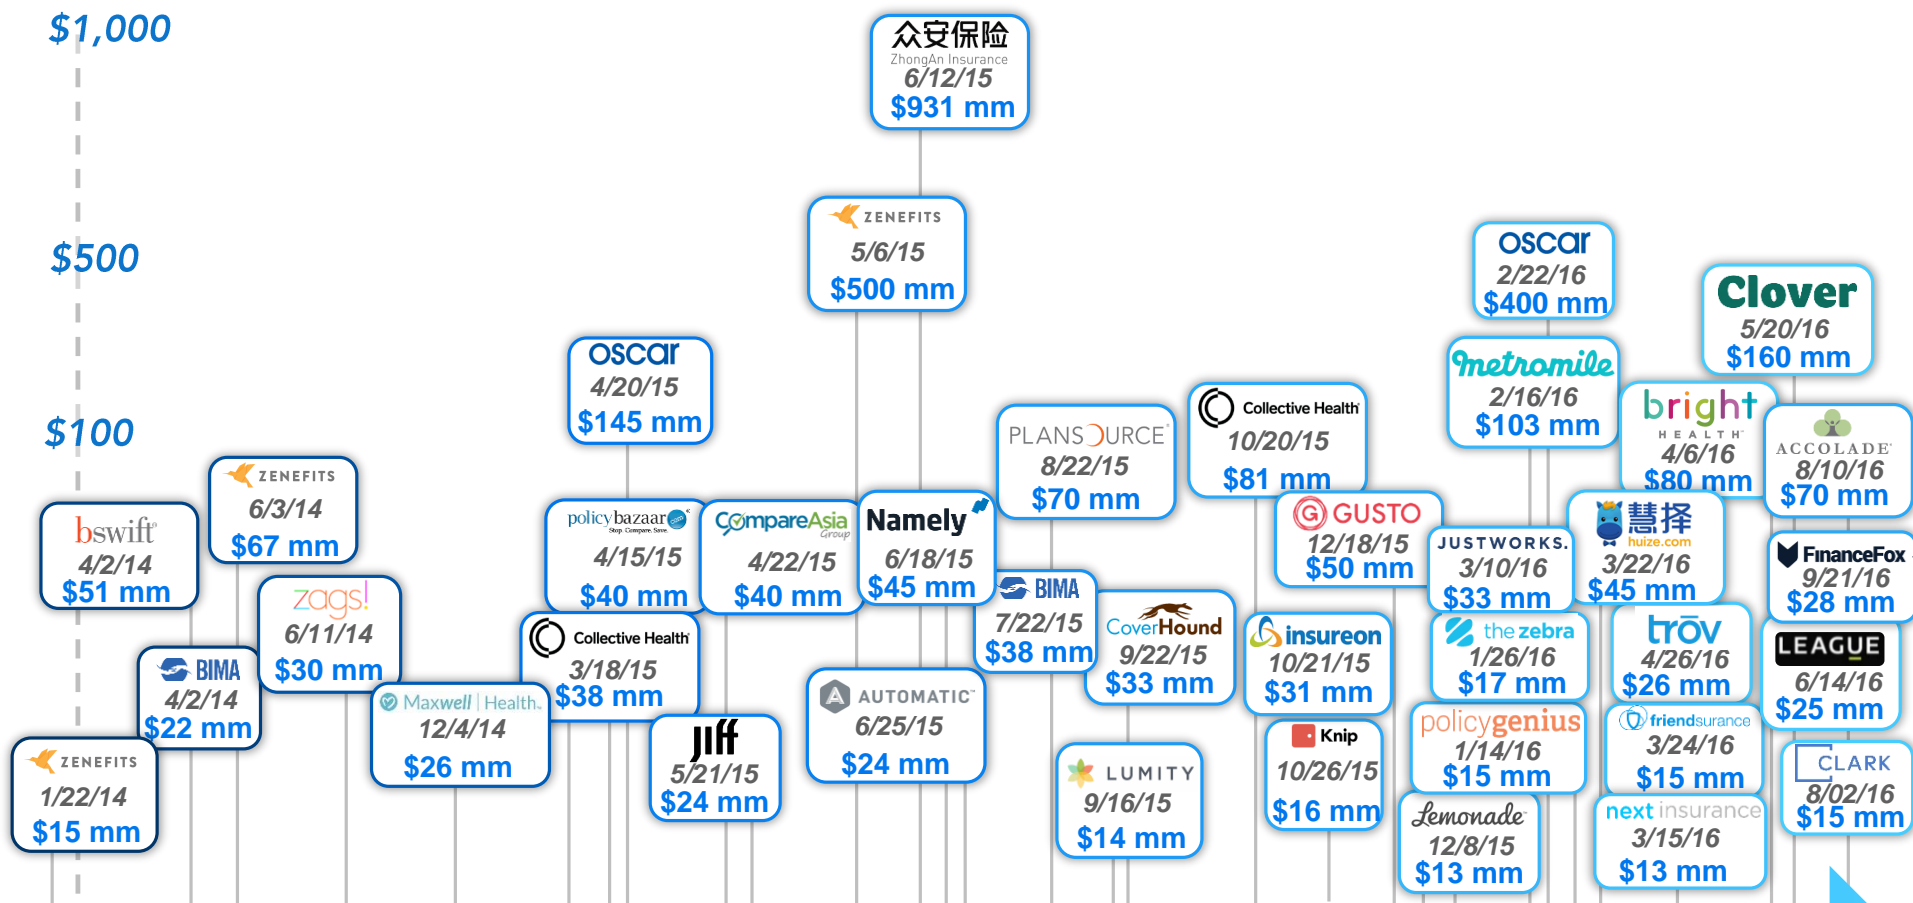 $1,000
众安保险
ZhongAn Insurance
6/12/15
$931 mm
ZENEFITS
5/6/15
$500 mm
$500
oscar
2/22/16
$400 mm
Clover
5/20/16
$160 mm
oscar
4/20/15
$145 mm
metromile
2/16/16
$103 mm
$100
Collective Health
10/20/15
$81 mm
bright
HEALTH
4/6/16
$80 mm
PLANSOURCE
8/22/15
$70 mm
ACCOLADE
8/10/16
$70 mm
ZENEFITS
6/3/14
$67 mm
bswift
4/2/14
$51 mm
policybazaar.com
Stop. Compare. Save.
4/15/15
$40 mm
CompareAsia
Group
4/22/15
$40 mm
Namely
6/18/15
$45 mm
GUSTO
12/18/15
$50 mm
JUSTWORKS.
3/10/16
$33 mm
慧择
huize.com
3/22/16
$45 mm
FinanceFox
9/21/16
$28 mm
zags!
6/11/14
$30 mm
BIMA
7/22/15
$38 mm
CoverHound
9/22/15
$33 mm
insureon
10/21/15
$31 mm
the zebra
1/26/16
$17 mm
trōv
4/26/16
$26 mm
LEAGUE
6/14/16
$25 mm
BIMA
4/2/14
$22 mm
Collective Health
3/18/15
$38 mm
Maxwell | Health
12/4/14
$26 mm
AUTOMATIC
6/25/15
$24 mm
policygenius
1/14/16
$15 mm
friendsurance
3/24/16
$15 mm
Jiff
5/21/15
$24 mm
Knip
10/26/15
$16 mm
ZENEFITS
1/22/14
$15 mm
LUMITY
9/16/15
$14 mm
CLARK
8/02/16
$15 mm
Lemonade
12/8/15
$13 mm
next insurance
3/15/16
$13 mm